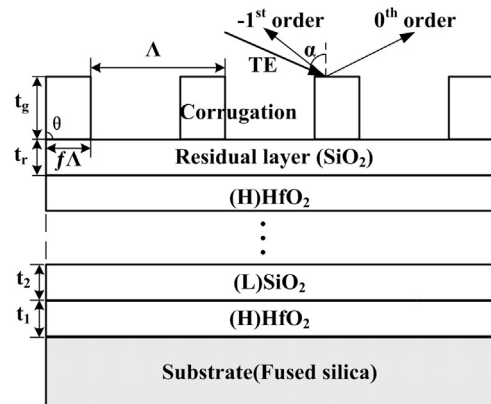 -1st order
0th order
Λ
α
TE
tg
Corrugation
θ
tr
fΛ
Residual layer (SiO2)
(H)HfO2
t2
(L)SiO2
t1
(H)HfO2
Substrate(Fused silica)